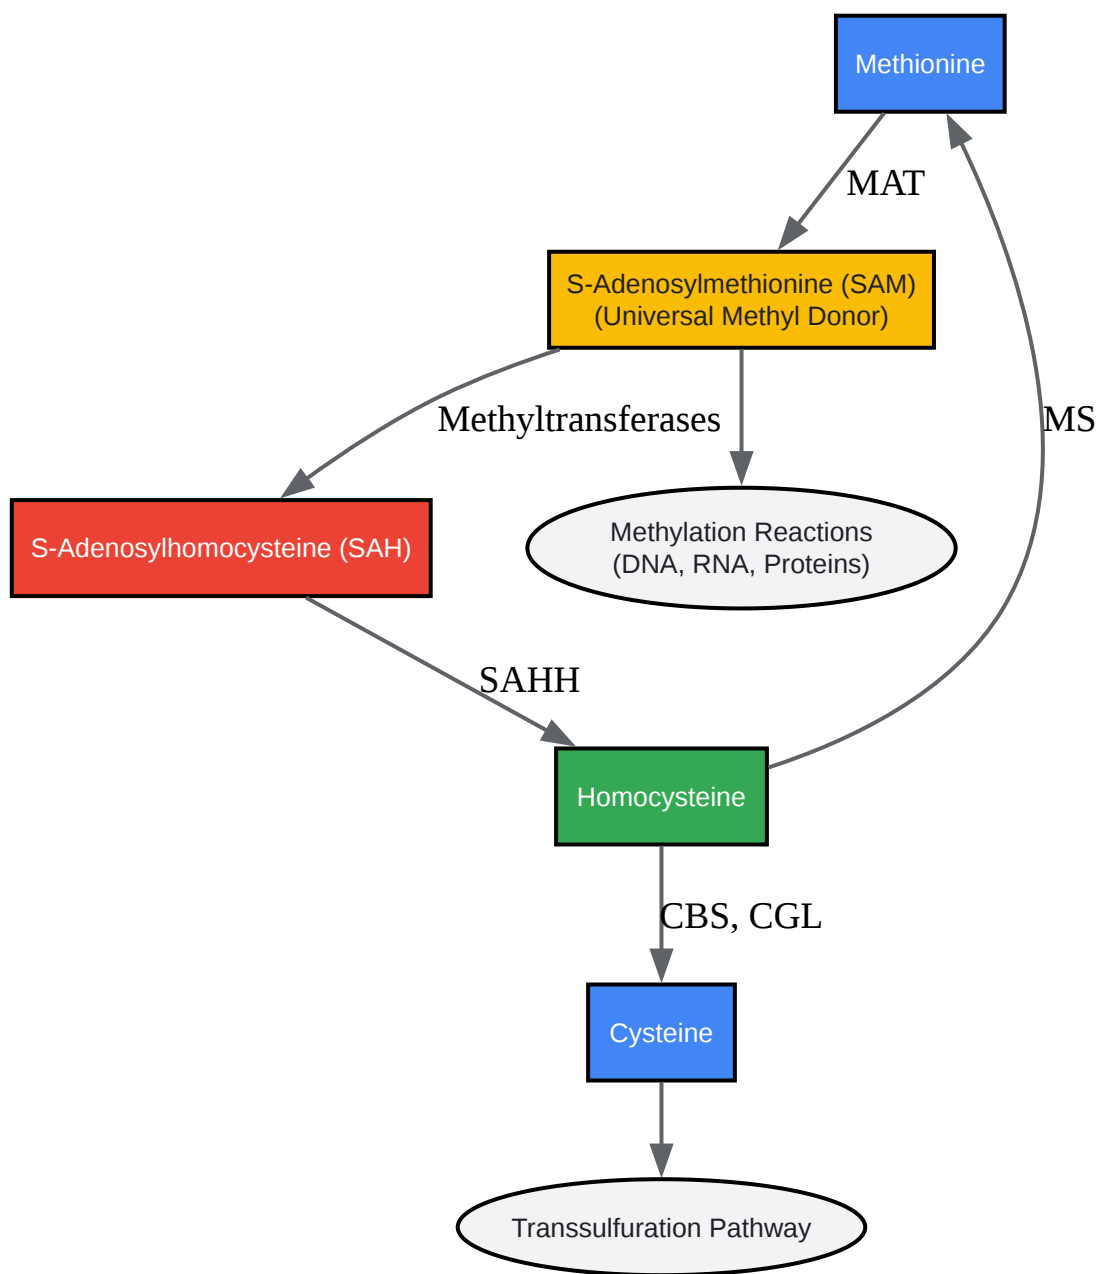 Methionine
MAT
S-Adenosylmethionine (SAM)
(Universal Methyl Donor)
Methyltransferases
MS
S-Adenosylhomocysteine (SAH)
Methylation Reactions
(DNA, RNA, Proteins)
SAHH
Homocysteine
CBS, CGL
Cysteine
Transsulfuration Pathway